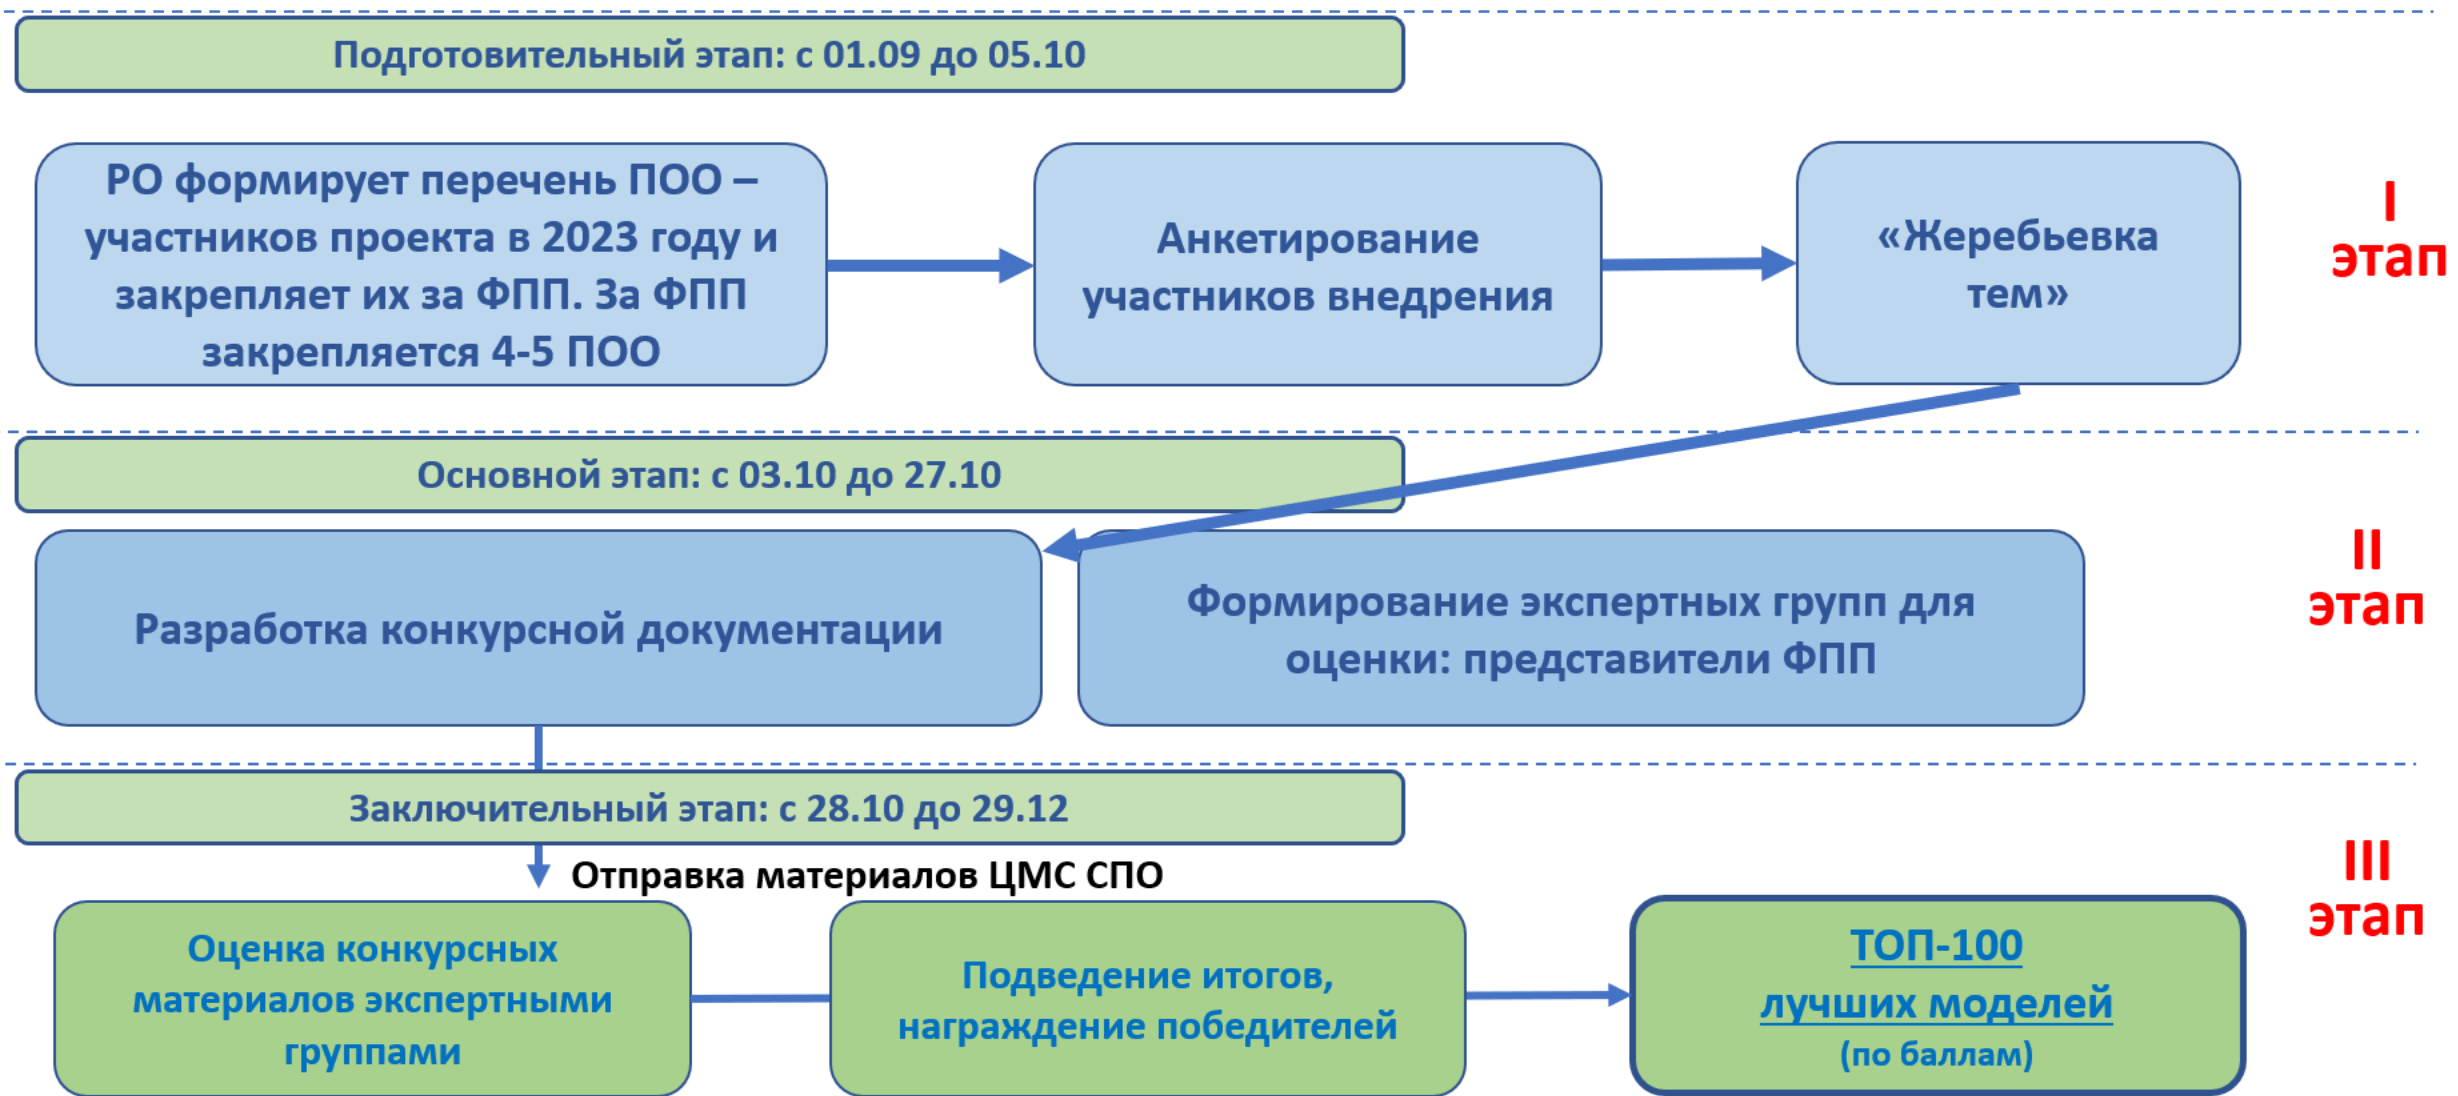 Подготовительный этап: с 01.09 до 05.10
РО формирует перечень ПОО –
участников проекта в 2023 году и
закрепляет их за ФПП. За ФПП
закрепляется 4-5 ПОО
Анкетирование
участников внедрения
«Жеребьевка
тем»
I
этап
Основной этап: с 03.10 до 27.10
Разработка конкурсной документации
Формирование экспертных групп для
оценки: представители ФПП
II
этап
Заключительный этап: с 28.10 до 29.12
Отправка материалов ЦМС СПО
Оценка конкурсных
материалов экспертными
группами
Подведение итогов,
награждение победителей
ТОП-100
лучших моделей
(по баллам)
III
этап